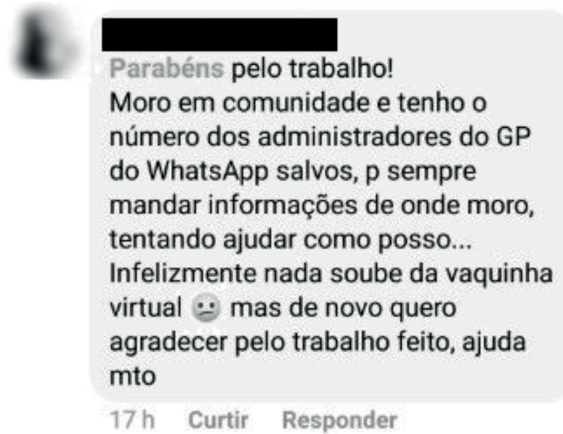 Parabéns pelo trabalho!
Moro em comunidade e tenho o
número dos administradores do GP
do WhatsApp salvos, p sempre
mandar informações de onde moro,
tentando ajudar como posso...
Infelizmente nada soube da vaquinha
virtual 😕 mas de novo quero
agradecer pelo trabalho feito, ajuda
mto
17 h Curtir Responder